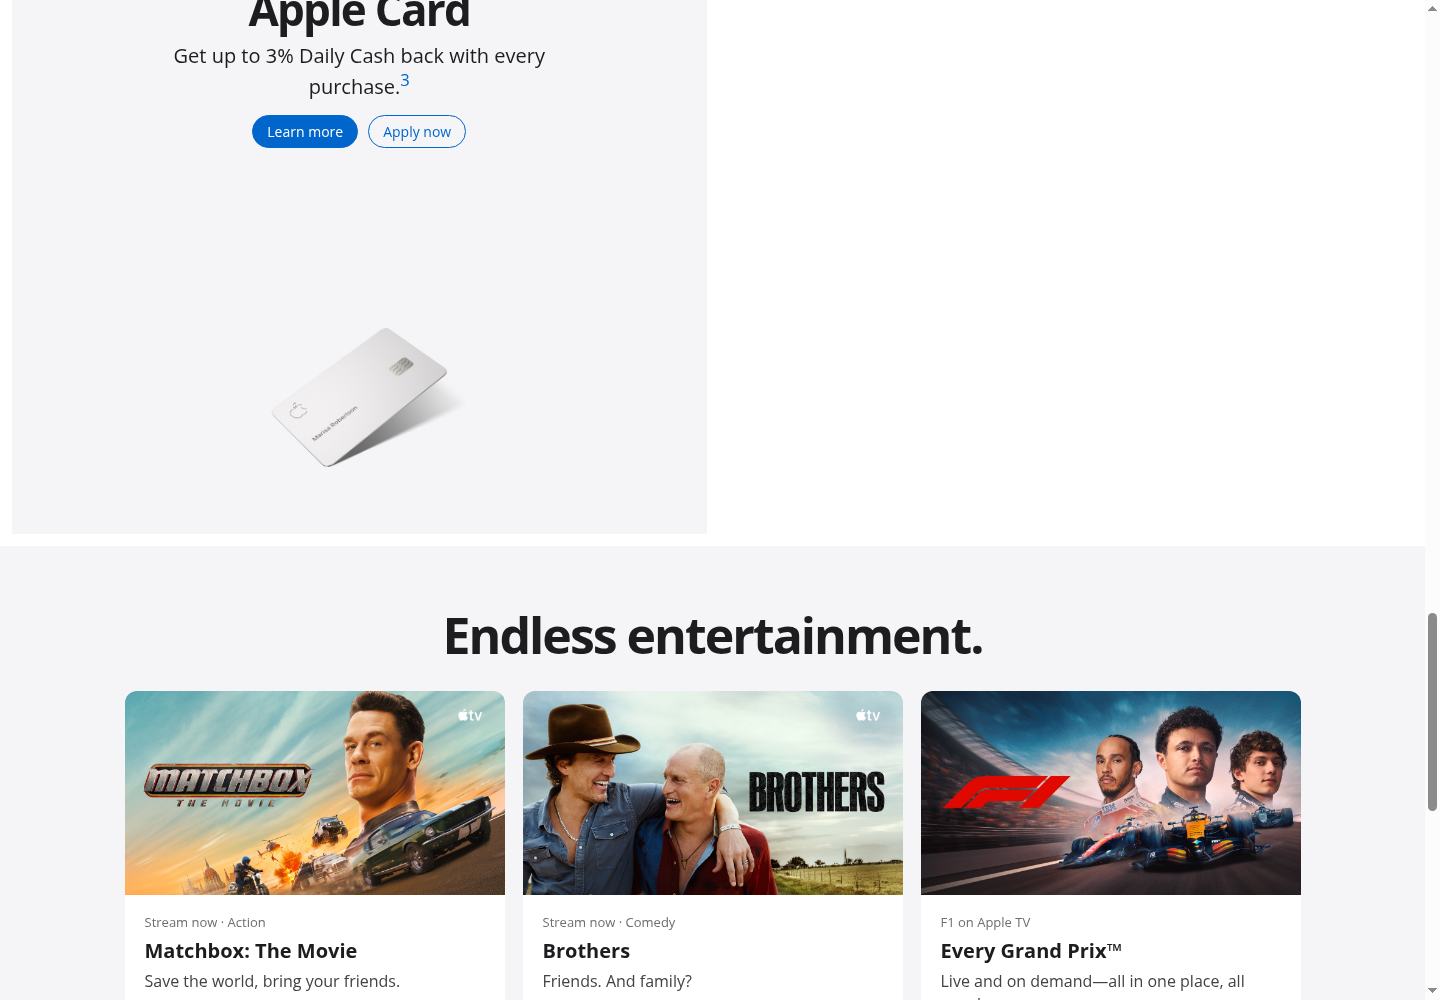 Apple Card
Get up to 3% Daily Cash back with every
purchase.3
Learn more
Apply now
Marisa Robertson
Endless entertainment.
tv
MATCHBOX
THE MOVIE
tv
BROTHERS
F1
Stream now · Action
Matchbox: The Movie
Save the world, bring your friends.
Stream now · Comedy
Brothers
Friends. And family?
F1 on Apple TV
Every Grand Prix™
Live and on demand—all in one place, all